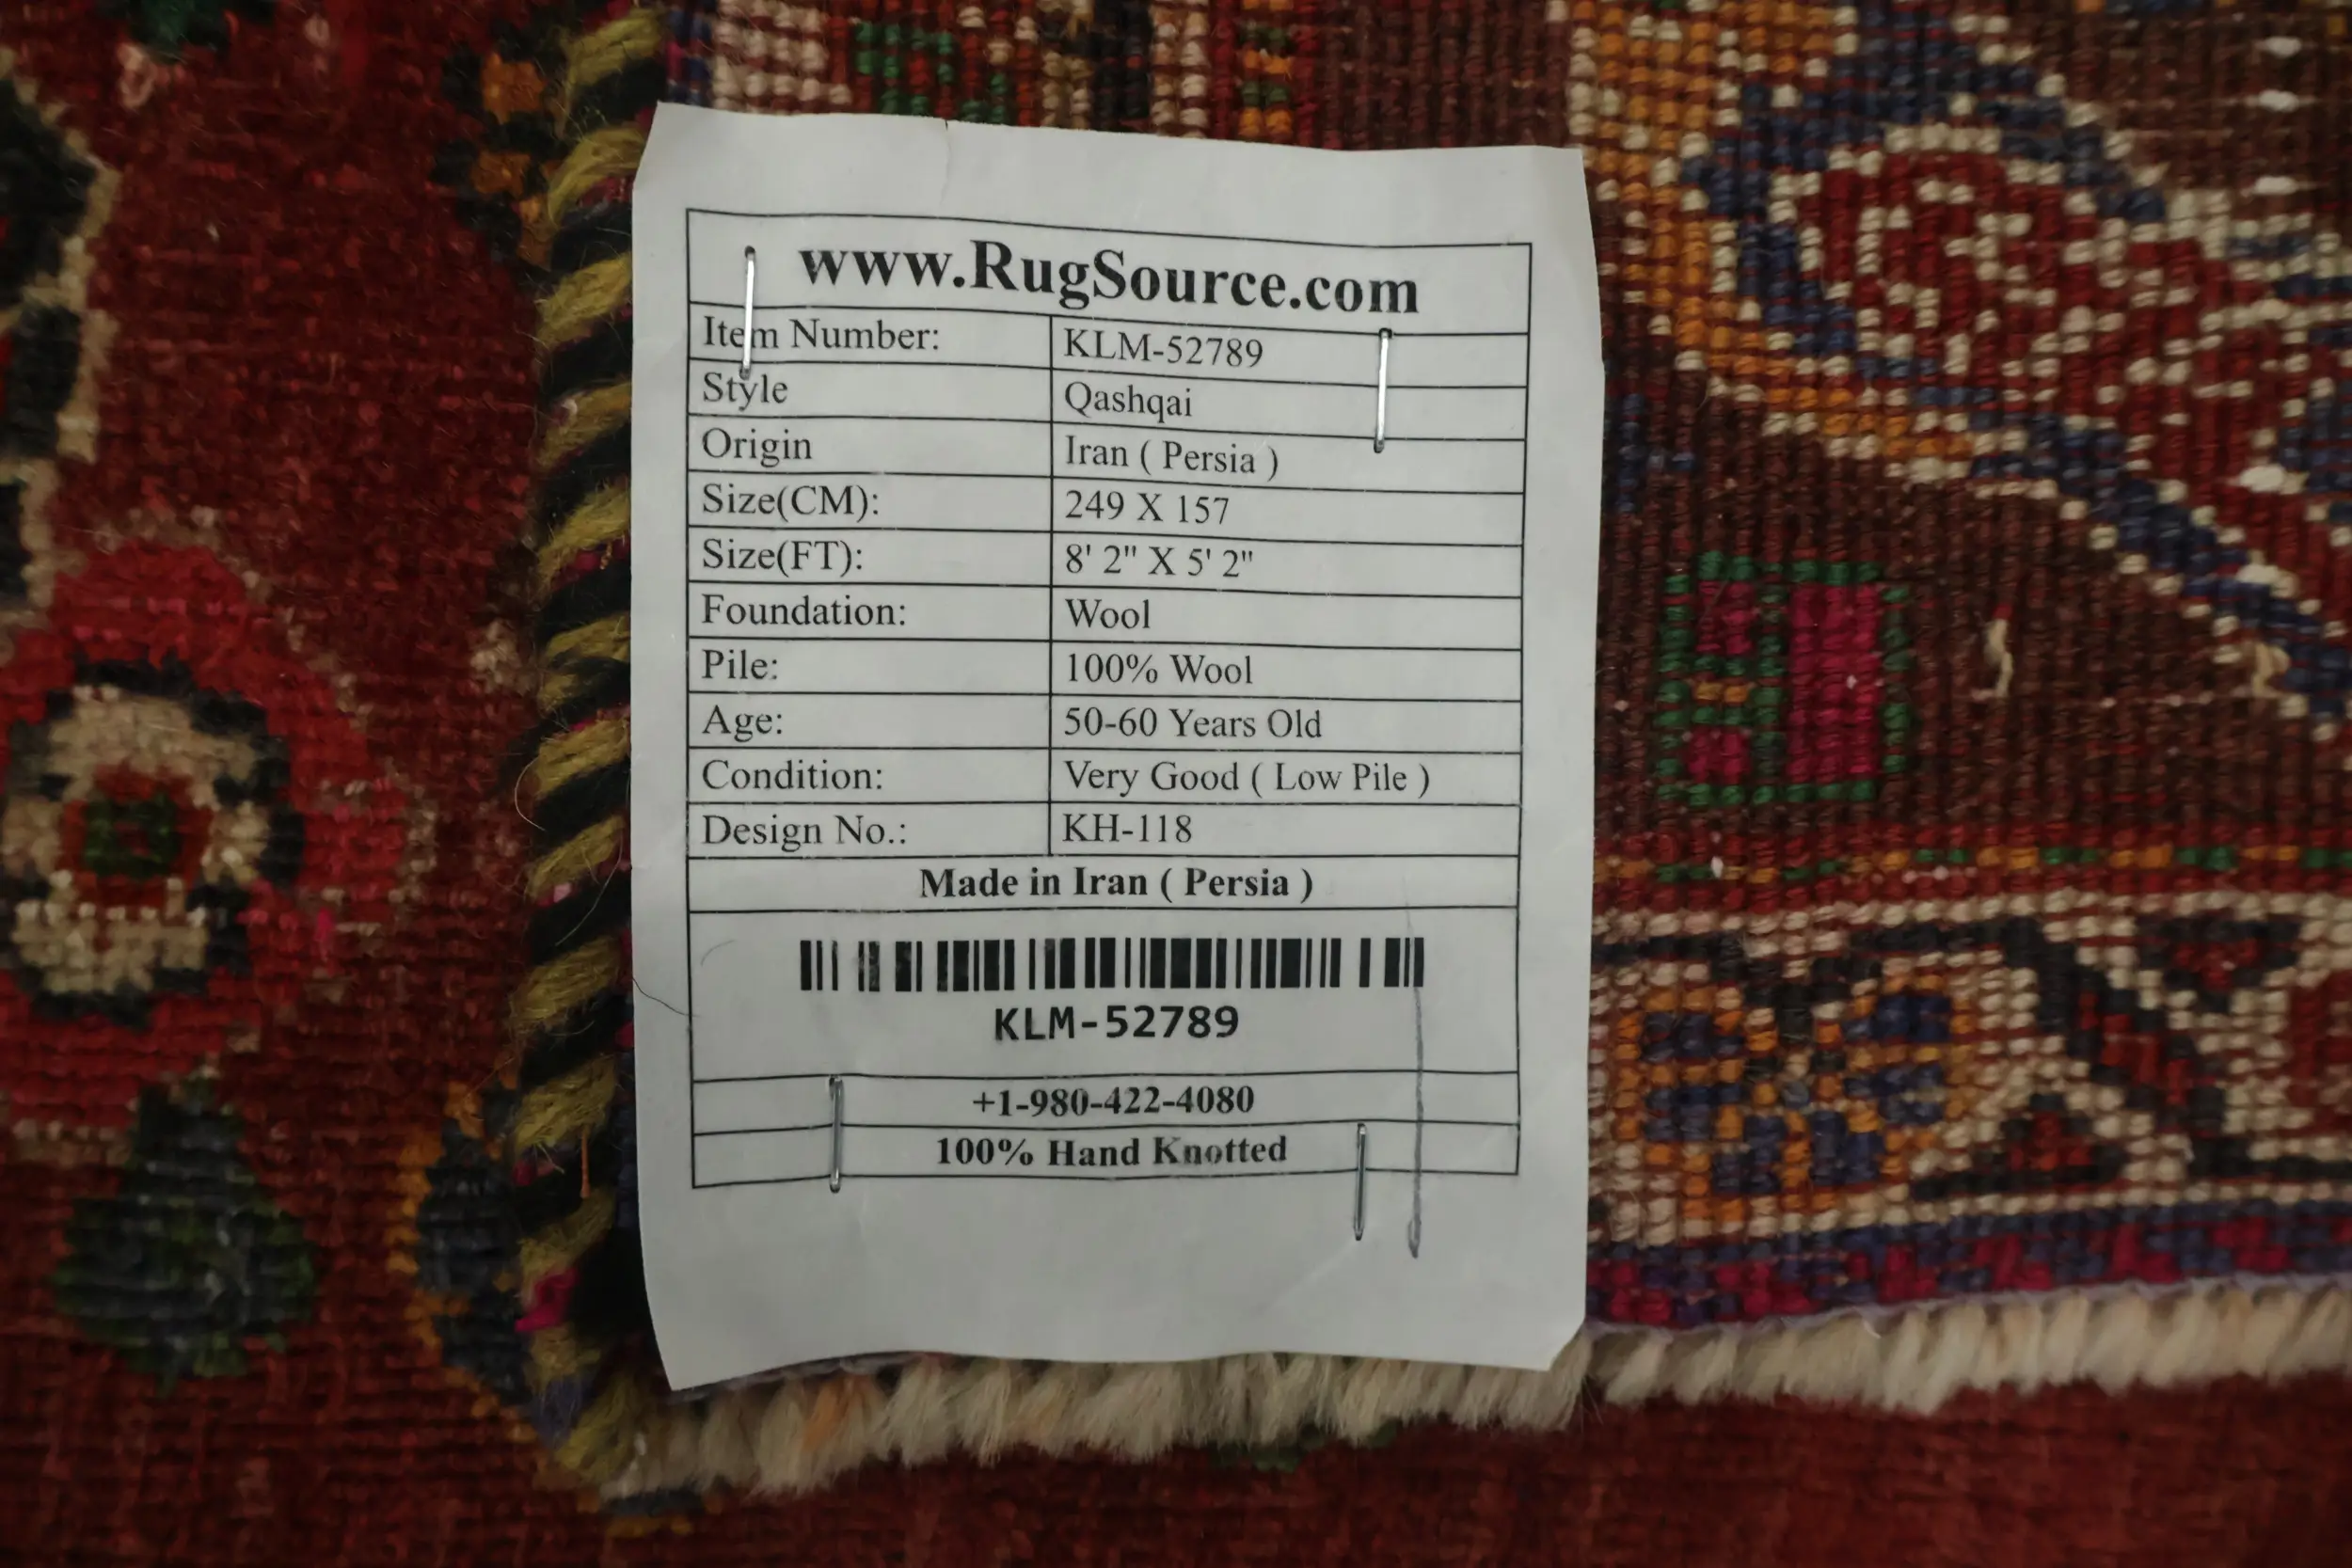 www.RugSource.com
Item Number: KLM-52789
Style Qashqai
Origin Iran ( Persia )
Size(CM): 249 X 157
Size(FT): 8' 2" X 5' 2"
Foundation: Wool
Pile: 100% Wool
Age: 50-60 Years Old
Condition: Very Good ( Low Pile )
Design No.: KH-118
Made in Iran ( Persia )
KLM-52789
+1-980-422-4080
100% Hand Knotted